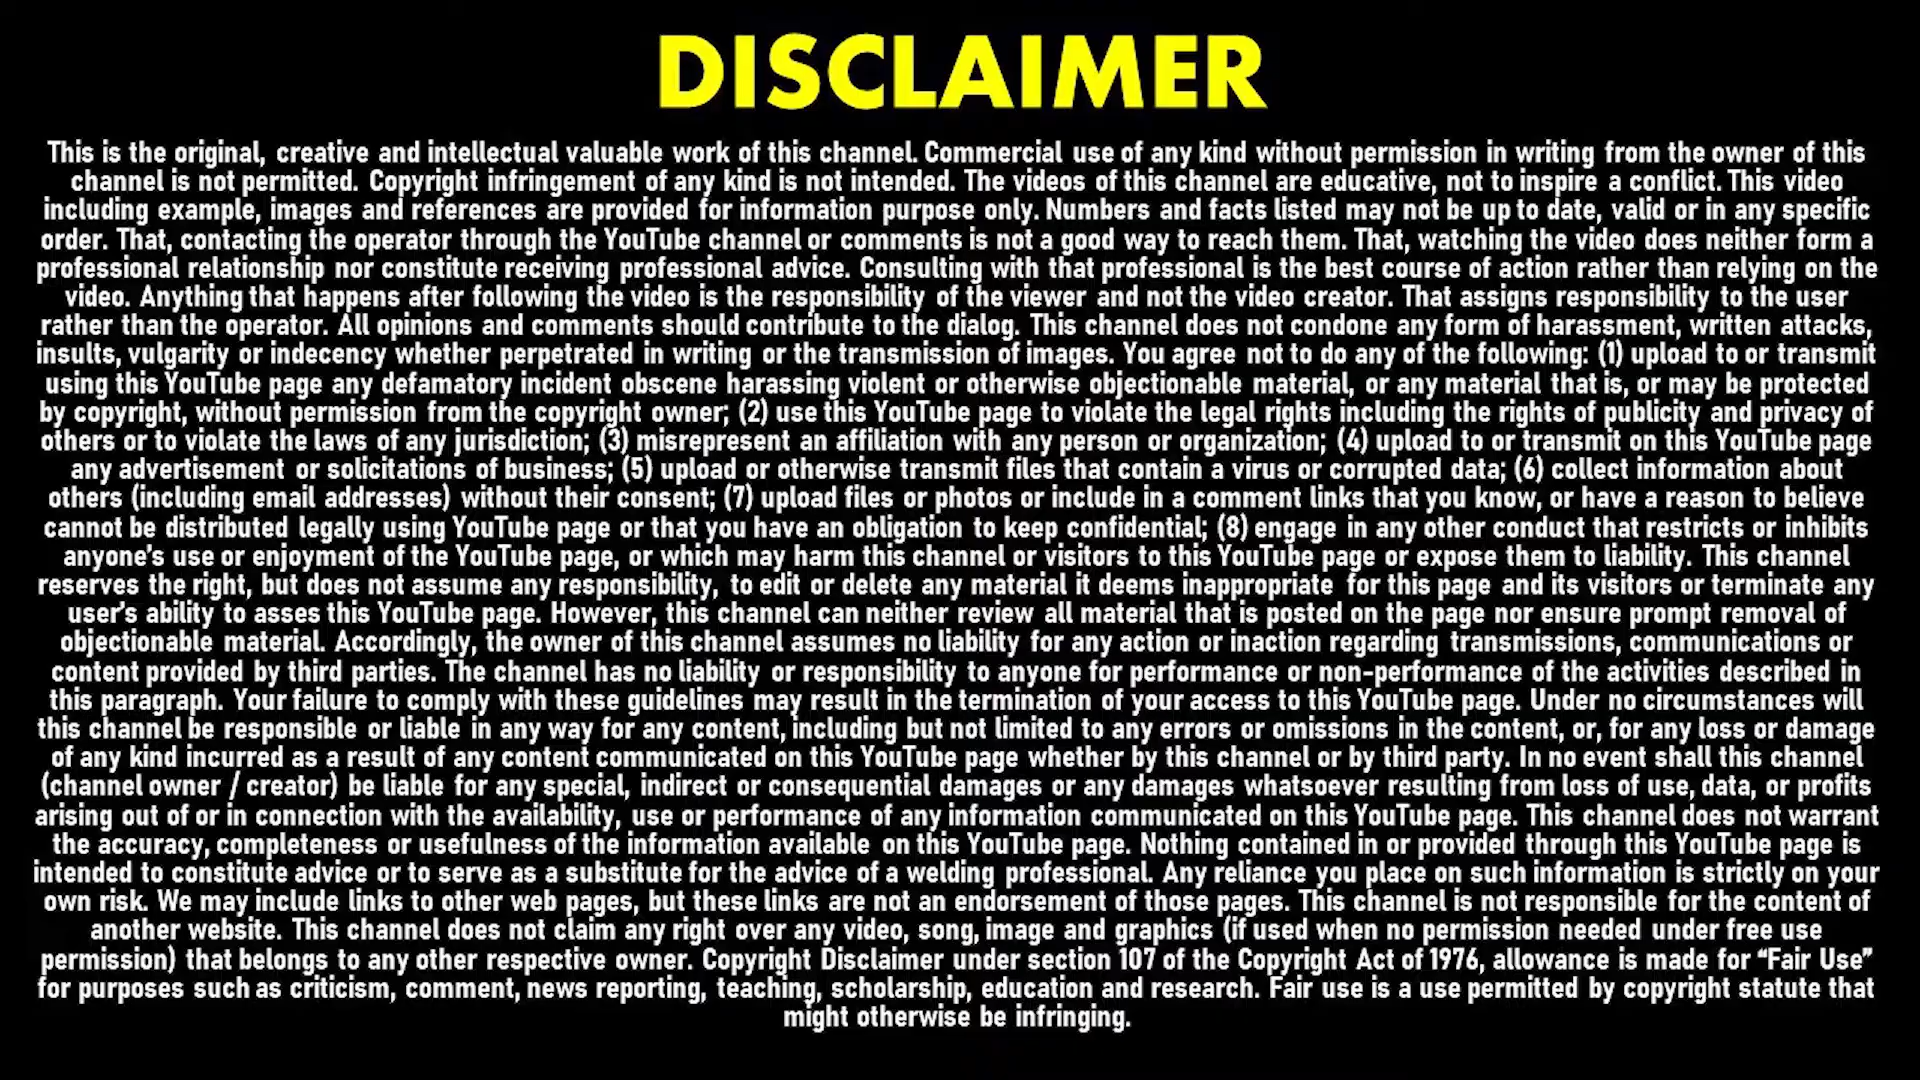 DISCLAIMER
This is the original, creative and intellectual valuable work of this channel. Commercial use of any kind without permission in writing from the owner of this
channel is not permitted. Copyright infringement of any kind is not intended. The videos of this channel are educative, not to inspire a conflict. This video
including example, images and references are provided for information purpose only. Numbers and facts listed may not be up to date, valid or in any specific
order. That, contacting the operator through the YouTube channel or comments is not a good way to reach them. That, watching the video does neither form a
professional relationship nor constitute receiving professional advice. Consulting with that professional is the best course of action rather than relying on the
video. Anything that happens after following the video is the responsibility of the viewer and not the video creator. That assigns responsibility to the user
rather than the operator. All opinions and comments should contribute to the dialog. This channel does not condone any form of harassment, written attacks,
insults, vulgarity or indecency whether perpetrated in writing or the transmission of images. You agree not to do any of the following: (1) upload to or transmit
using this YouTube page any defamatory incident obscene harassing violent or otherwise objectionable material, or any material that is, or may be protected
by copyright, without permission from the copyright owner; (2) use this YouTube page to violate the legal rights including the rights of publicity and privacy of
others or to violate the laws of any jurisdiction; (3) misrepresent an affiliation with any person or organization; (4) upload to or transmit on this YouTube page
any advertisement or solicitations of business; (5) upload or otherwise transmit files that contain a virus or corrupted data; (6) collect information about
others (including email addresses) without their consent; (7) upload files or photos or include in a comment links that you know, or have a reason to believe
cannot be distributed legally using YouTube page or that you have an obligation to keep confidential; (8) engage in any other conduct that restricts or inhibits
anyone's use or enjoyment of the YouTube page, or which may harm this channel or visitors to this YouTube page or expose them to liability. This channel
reserves the right, but does not assume any responsibility, to edit or delete any material it deems inappropriate for this page and its visitors or terminate any
user's ability to asses this YouTube page. However, this channel can neither review all material that is posted on the page nor ensure prompt removal of
objectionable material. Accordingly, the owner of this channel assumes no liability for any action or inaction regarding transmissions, communications or
content provided by third parties. The channel has no liability or responsibility to anyone for performance or non-performance of the activities described in
this paragraph. Your failure to comply with these guidelines may result in the termination of your access to this YouTube page. Under no circumstances will
this channel be responsible or liable in any way for any content, including but not limited to any errors or omissions in the content, or, for any loss or damage
of any kind incurred as a result of any content communicated on this YouTube page whether by this channel or by third party. In no event shall this channel
(channel owner / creator) be liable for any special, indirect or consequential damages or any damages whatsoever resulting from loss of use, data, or profits
arising out of or in connection with the availability, use or performance of any information communicated on this YouTube page. This channel does not warrant
the accuracy, completeness or usefulness of the information available on this YouTube page. Nothing contained in or provided through this YouTube page is
intended to constitute advice or to serve as a substitute for the advice of a welding professional. Any reliance you place on such information is strictly on your
own risk. We may include links to other web pages, but these links are not an endorsement of those pages. This channel is not responsible for the content of
another website. This channel does not claim any right over any video, song, image and graphics (if used when no permission needed under free use
permission) that belongs to any other respective owner. Copyright Disclaimer under section 107 of the Copyright Act of 1976, allowance is made for “Fair Use”
for purposes such as criticism, comment, news reporting, teaching, scholarship, education and research. Fair use is a use permitted by copyright statute that
might otherwise be infringing.